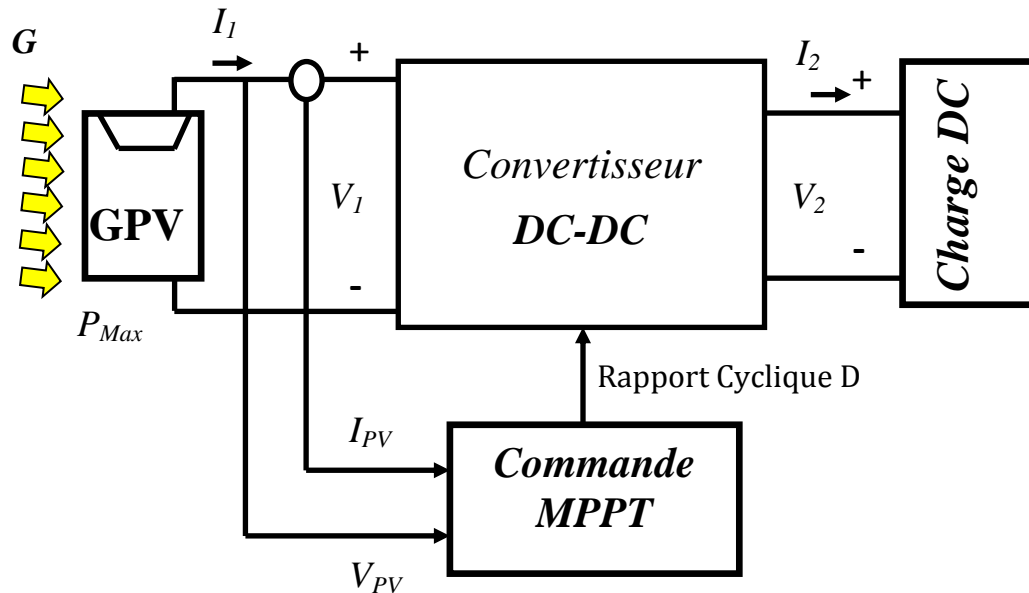 G
I1
+
I2
+
GPV
V1
Convertisseur
DC-DC
V2
Charge DC
-
-
PMax
Rapport Cyclique D
IPV
Commande
MPPT
VPV